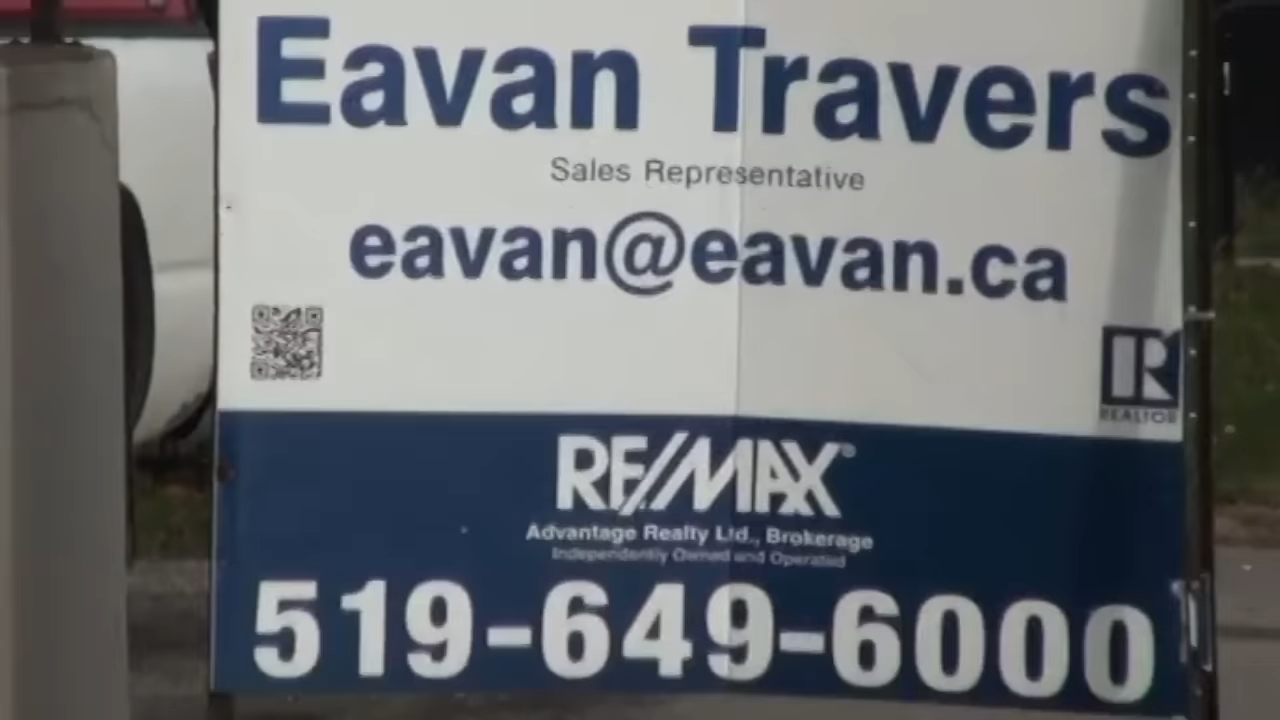 Eavan Travers
Sales Representative
eavan@eavan.ca
REALTOR
RE/MAX®
Advantage Realty Ltd., Brokerage
Independently Owned and Operated
519-649-6000